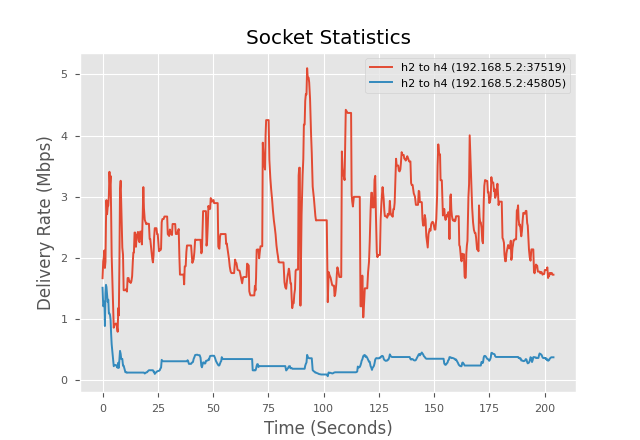 Socket Statistics
h2 to h4 (192.168.5.2:37519)
h2 to h4 (192.168.5.2:45805)
Delivery Rate (Mbps)
5
4
3
2
1
0
0 25 50 75 100 125 150 175 200
Time (Seconds)